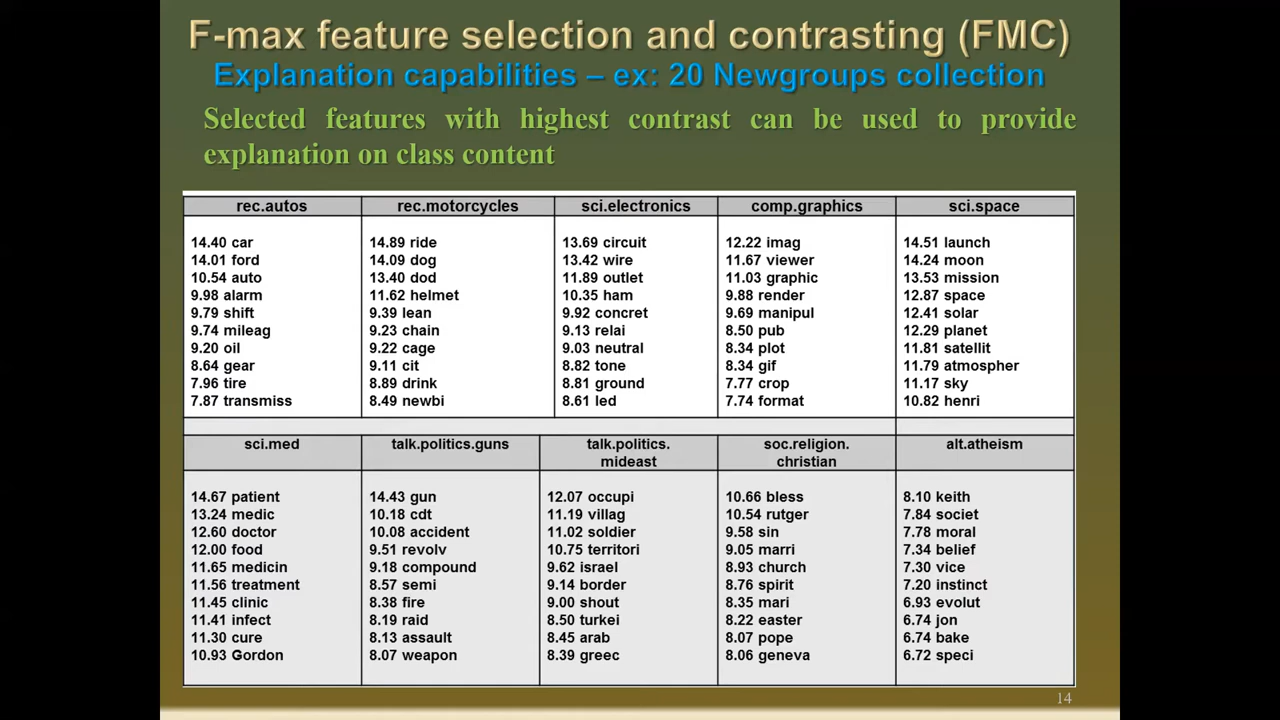 F-max feature selection and contrasting (FMC)
Explanation capabilities – ex: 20 Newgroups collection
Selected features with highest contrast can be used to provide
explanation on class content
rec.autos
14.40 car
14.01 ford
10.54 auto
9.98 alarm
9.79 shift
9.74 mileag
9.20 oil
8.64 gear
7.96 tire
7.87 transmiss
rec.motorcycles
14.89 ride
14.09 dog
13.40 dod
11.62 helmet
9.39 lean
9.23 chain
9.22 cage
9.11 cit
8.89 drink
8.49 newbi
sci.electronics
13.69 circuit
13.42 wire
11.89 outlet
10.35 ham
9.92 concret
9.13 relai
9.03 neutral
8.82 tone
8.81 ground
8.61 led
comp.graphics
12.22 imag
11.67 viewer
11.03 graphic
9.88 render
9.69 manipul
8.50 pub
8.34 plot
8.34 gif
7.77 crop
7.74 format
sci.space
14.51 launch
14.24 moon
13.53 mission
12.87 space
12.41 solar
12.29 planet
11.81 satellit
11.79 atmospher
11.17 sky
10.82 henri
sci.med
14.67 patient
13.24 medic
12.60 doctor
12.00 food
11.65 medicin
11.56 treatment
11.45 clinic
11.41 infect
11.30 cure
10.93 Gordon
talk.politics.guns
14.43 gun
10.18 cdt
10.08 accident
9.51 revolv
9.18 compound
8.57 semi
8.38 fire
8.19 raid
8.13 assault
8.07 weapon
talk.politics.
mideast
12.07 occupi
11.19 villag
11.02 soldier
10.75 territori
9.62 israel
9.14 border
9.00 shout
8.50 turkei
8.45 arab
8.39 greec
soc.religion.
christian
10.66 bless
10.54 rutger
9.58 sin
9.05 marri
8.93 church
8.76 spirit
8.35 mari
8.22 easter
8.07 pope
8.06 geneva
alt.atheism
8.10 keith
7.84 societ
7.78 moral
7.34 belief
7.30 vice
7.20 instinct
6.93 evolut
6.74 jon
6.74 bake
6.72 speci
14